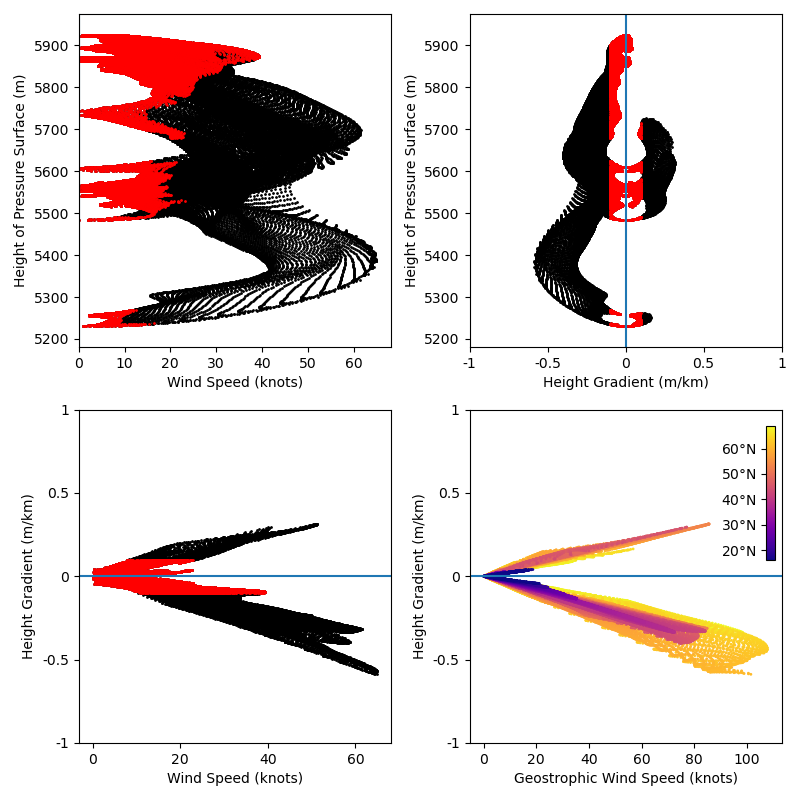 5900
5800
5700
5600
5500
5400
5300
5200
Height of Pressure Surface (m)
0 10 20 30 40 50 60
Wind Speed (knots)
5900
5800
5700
5600
5500
5400
5300
5200
Height of Pressure Surface (m)
-1 -0.5 0 0.5 1
Height Gradient (m/km)
1
0.5
0
-0.5
-1
Height Gradient (m/km)
0 20 40 60
Wind Speed (knots)
1
0.5
0
-0.5
-1
Height Gradient (m/km)
60°N
50°N
40°N
30°N
20°N
0 20 40 60 80 100
Geostrophic Wind Speed (knots)